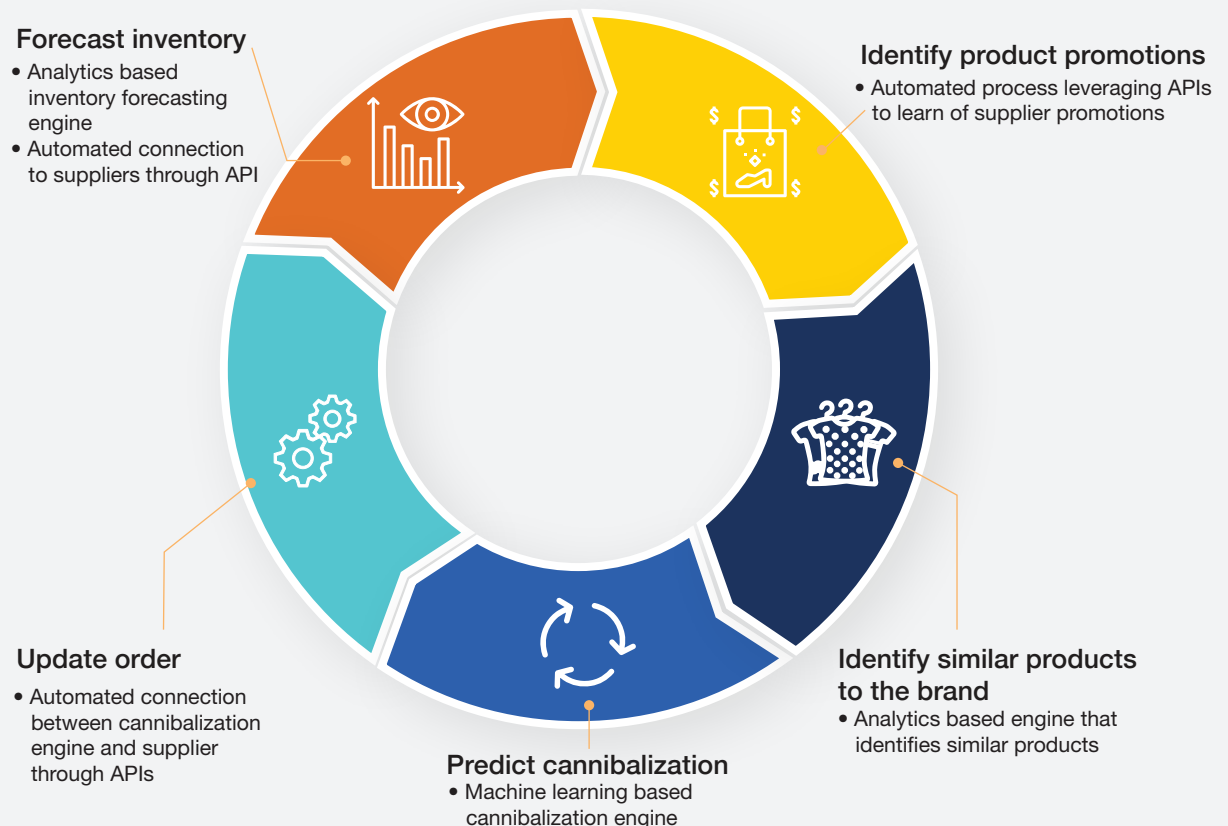 Forecast inventory
• Analytics based
inventory forecasting
engine
• Automated connection
to suppliers through API
Identify product promotions
• Automated process leveraging APIs
to learn of supplier promotions
$ $
$ $
Identify similar products
to the brand
• Analytics based engine that
identifies similar products
Predict cannibalization
• Machine learning based
cannibalization engine
Update order
• Automated connection
between cannibalization
engine and supplier
through APIs